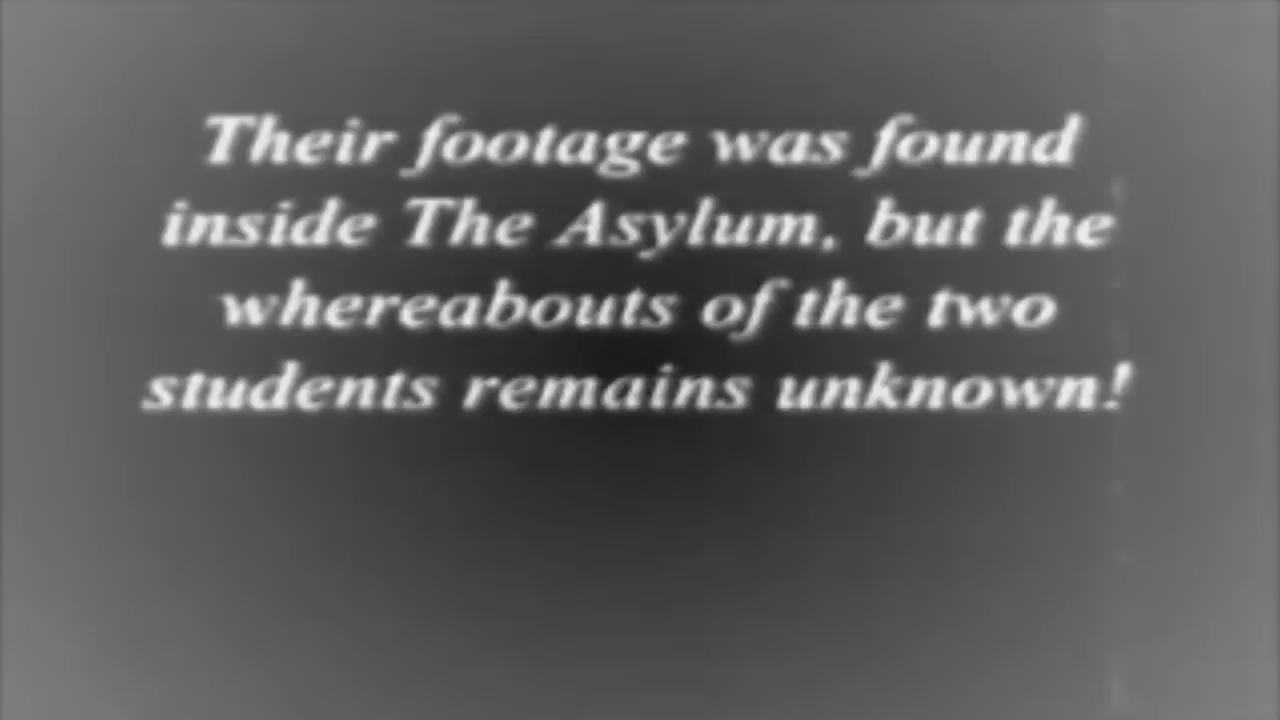 Their footage was found
inside The Asylum, but the
whereabouts of the two
students remains unknown!